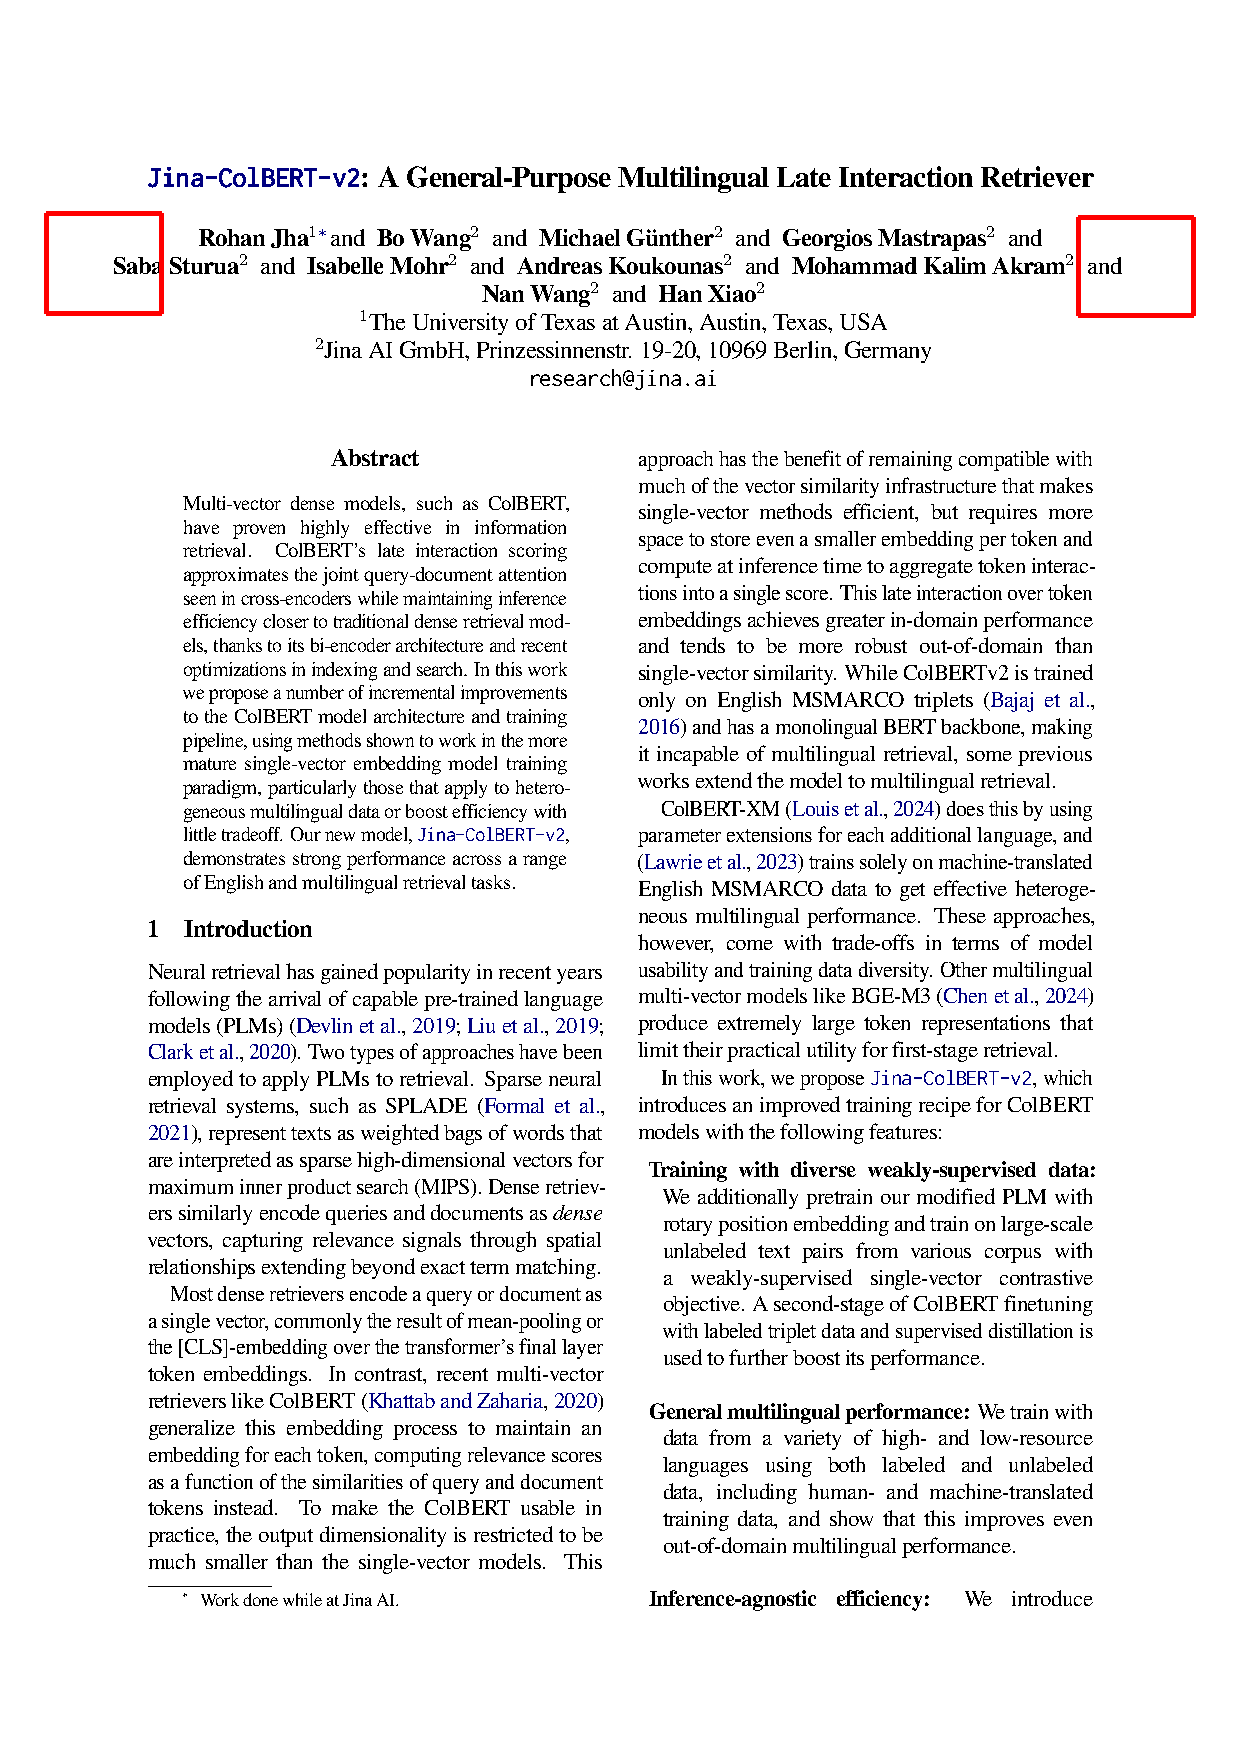 Jina-ColBERT-v2: A General-Purpose Multilingual Late Interaction Retriever
Rohan Jha1*and Bo Wang2 and Michael Günther2 and Georgios Mastrapas2 and
Saba Sturua2 and Isabelle Mohr2 and Andreas Koukounas2 and Mohammad Kalim Akram2 and
Nan Wang2 and Han Xiao2
1The University of Texas at Austin, Austin, Texas, USA
2Jina AI GmbH, Prinzessinnenstr. 19-20, 10969 Berlin, Germany
research@jina.ai
Abstract
Multi-vector dense models, such as ColBERT,
have proven highly effective in information
retrieval. ColBERT's late interaction scoring
approximates the joint query-document attention
seen in cross-encoders while maintaining inference
efficiency closer to traditional dense retrieval mod-
els, thanks to its bi-encoder architecture and recent
optimizations in indexing and search. In this work
we propose a number of incremental improvements
to the ColBERT model architecture and training
pipeline, using methods shown to work in the more
mature single-vector embedding model training
paradigm, particularly those that apply to hetero-
geneous multilingual data or boost efficiency with
little tradeoff. Our new model, Jina-ColBERT-v2,
demonstrates strong performance across a range
of English and multilingual retrieval tasks.
1 Introduction
Neural retrieval has gained popularity in recent years
following the arrival of capable pre-trained language
models (PLMs) (Devlin et al., 2019; Liu et al., 2019;
Clark et al., 2020). Two types of approaches have been
employed to apply PLMs to retrieval. Sparse neural
retrieval systems, such as SPLADE (Formal et al.,
2021), represent texts as weighted bags of words that
are interpreted as sparse high-dimensional vectors for
maximum inner product search (MIPS). Dense retriev-
ers similarly encode queries and documents as dense
vectors, capturing relevance signals through spatial
relationships extending beyond exact term matching.
Most dense retrievers encode a query or document as
a single vector, commonly the result of mean-pooling or
the [CLS]-embedding over the transformer's final layer
token embeddings. In contrast, recent multi-vector
retrievers like ColBERT (Khattab and Zaharia, 2020)
generalize this embedding process to maintain an
embedding for each token, computing relevance scores
as a function of the similarities of query and document
tokens instead. To make the ColBERT usable in
practice, the output dimensionality is restricted to be
much smaller than the single-vector models. This
* Work done while at Jina AI.
approach has the benefit of remaining compatible with
much of the vector similarity infrastructure that makes
single-vector methods efficient, but requires more
space to store even a smaller embedding per token and
compute at inference time to aggregate token interac-
tions into a single score. This late interaction over token
embeddings achieves greater in-domain performance
and tends to be more robust out-of-domain than
single-vector similarity. While ColBERTv2 is trained
only on English MSMARCO triplets (Bajaj et al.,
2016) and has a monolingual BERT backbone, making
it incapable of multilingual retrieval, some previous
works extend the model to multilingual retrieval.
ColBERT-XM (Louis et al., 2024) does this by using
parameter extensions for each additional language, and
(Lawrie et al., 2023) trains solely on machine-translated
English MSMARCO data to get effective heteroge-
neous multilingual performance. These approaches,
however, come with trade-offs in terms of model
usability and training data diversity. Other multilingual
multi-vector models like BGE-M3 (Chen et al., 2024)
produce extremely large token representations that
limit their practical utility for first-stage retrieval.
In this work, we propose Jina-ColBERT-v2, which
introduces an improved training recipe for ColBERT
models with the following features:
Training with diverse weakly-supervised data:
We additionally pretrain our modified PLM with
rotary position embedding and train on large-scale
unlabeled text pairs from various corpus with
a weakly-supervised single-vector contrastive
objective. A second-stage of ColBERT finetuning
with labeled triplet data and supervised distillation is
used to further boost its performance.
General multilingual performance: We train with
data from a variety of high- and low-resource
languages using both labeled and unlabeled
data, including human- and machine-translated
training data, and show that this improves even
out-of-domain multilingual performance.
Inference-agnostic efficiency: We introduce